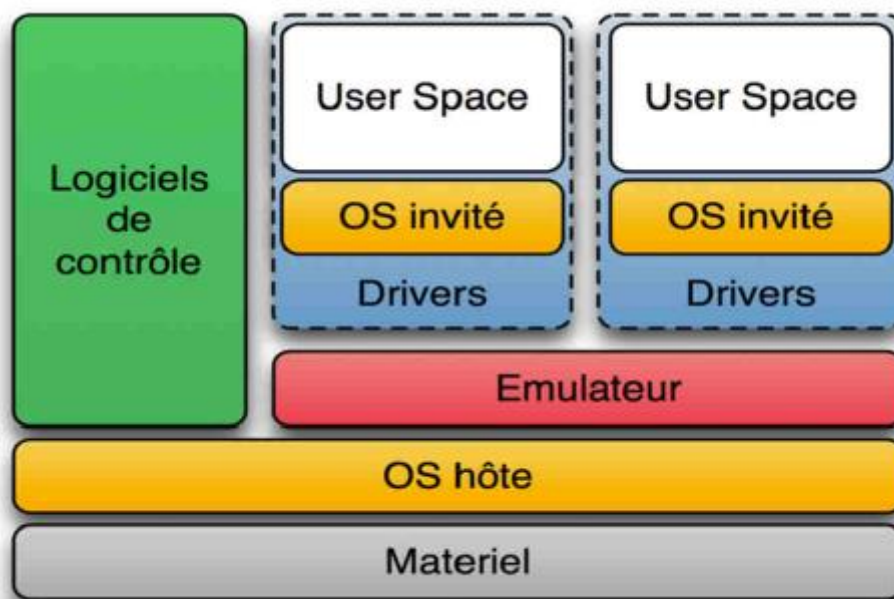 User Space
User Space
Logiciels
de
contrôle
OS invité
OS invité
Drivers
Drivers
Emulateur
OS hôte
Materiel